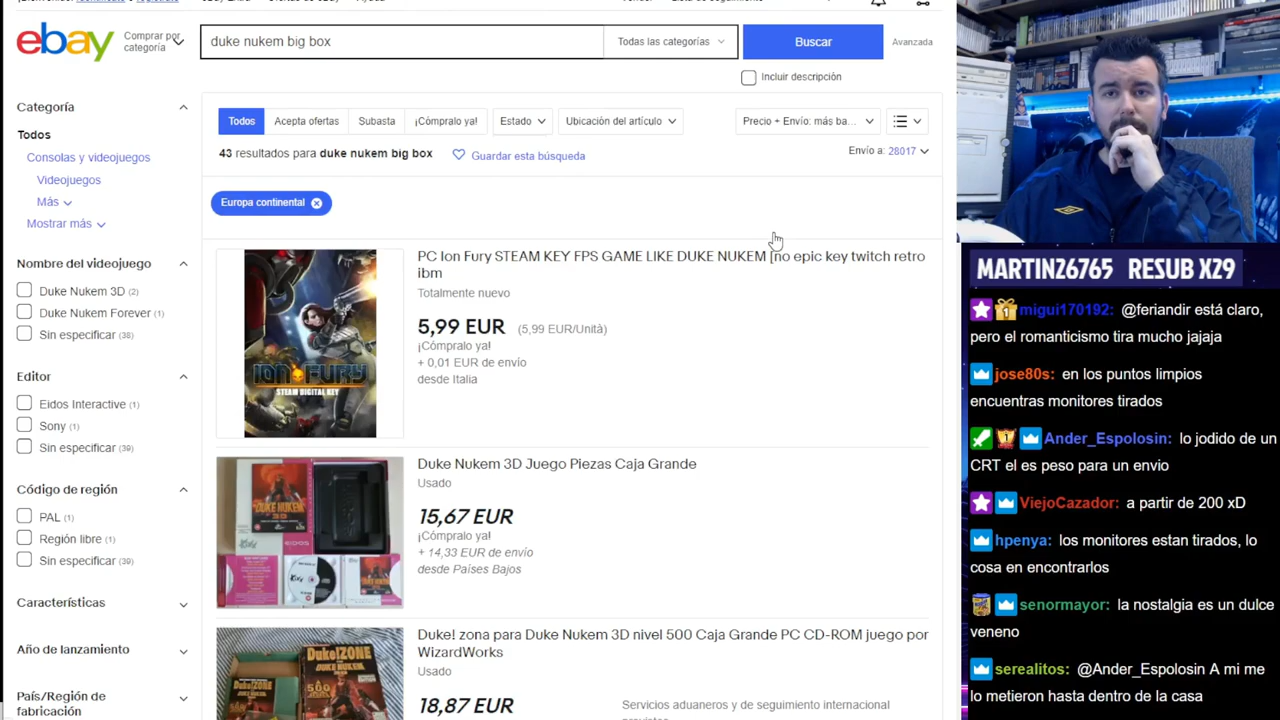 ebay
Comprar por
categoría
duke nukem big box
Todas las categorías
Buscar
Avanzada
Incluir descripción
Categoría
Todos
Consolas y videojuegos
Videojuegos
Más
Mostrar más
Nombre del videojuego
Duke Nukem 3D (2)
Duke Nukem Forever (1)
Sin especificar (38)
Editor
Eidos Interactive (1)
Sony (1)
Sin especificar (39)
Código de región
PAL (1)
Región libre (1)
Sin especificar (39)
Características
Año de lanzamiento
País/Región de
fabricación
Todos
Acepta ofertas
Subasta
¡Cómpralo ya!
Estado
Ubicación del artículo
Precio + Envío: más ba...
43 resultados para duke nukem big box
Guardar esta búsqueda
Envío a: 28017
Europa continental
PC Ion Fury STEAM KEY FPS GAME LIKE DUKE NUKEM [no epic key twitch retro
ibm
Totalmente nuevo
5,99 EUR (5,99 EUR/Unità)
¡Cómpralo ya!
+ 0,01 EUR de envío
desde Italia
ION FURY
STEAM DIGITAL KEY
Duke Nukem 3D Juego Piezas Caja Grande
Usado
15,67 EUR
¡Cómpralo ya!
+ 14,33 EUR de envío
desde Países Bajos
DUKE NUKEM
Duke! zona para Duke Nukem 3D nivel 500 Caja Grande PC CD-ROM juego por
WizardWorks
Usado
18,87 EUR
Servicios aduaneros y de seguimiento internacional
Duke!ZONE
500
MARTINZ6765 RESUB X29
migui170192: @feriandir está claro,
pero el romanticismo tira mucho jajaja
jose80s: en los puntos limpios
encuentras monitores tirados
Ander_Espolosin: lo jodido de un
CRT el es peso para un envio
ViejoCazador: a partir de 200 xD
hpenya: los monitores estan tirados, lo
cosa en encontrarlos
senormayor: la nostalgia es un dulce
veneno
serealitos: @Ander_Espolosin A mi me
lo metieron hasta dentro de la casa